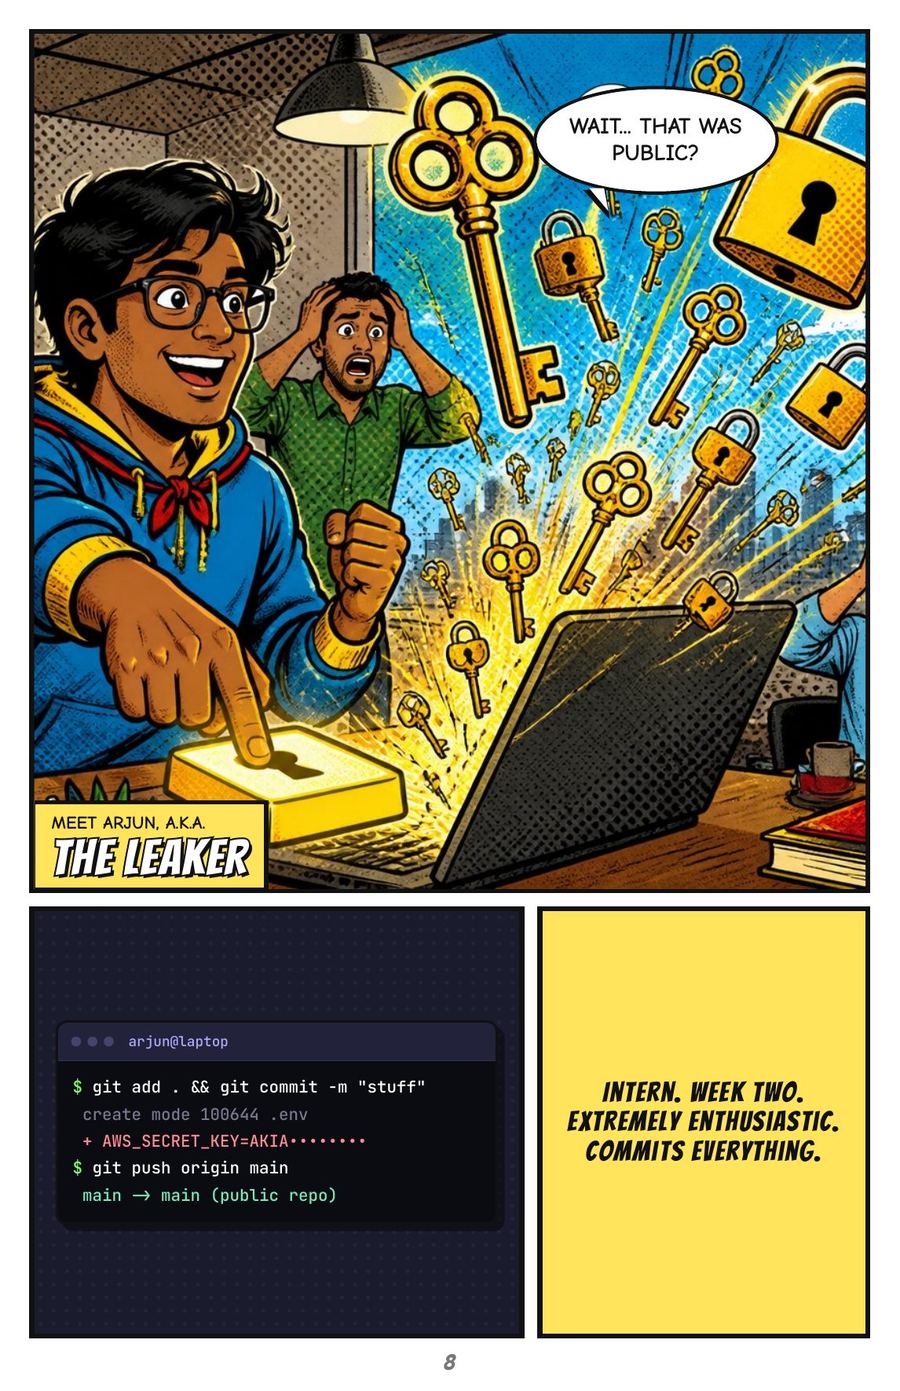 WAIT... THAT WAS
PUBLIC?
MEET ARJUN, A.K.A.
THE LEAKER
arjun@laptop
$ git add . && git commit -m "stuff"
create mode 100644 .env
+ AWS_SECRET_KEY=AKIA••••••••
$ git push origin main
main → main (public repo)
INTERN. WEEK TWO.
EXTREMELY ENTHUSIASTIC.
COMMITS EVERYTHING.
8